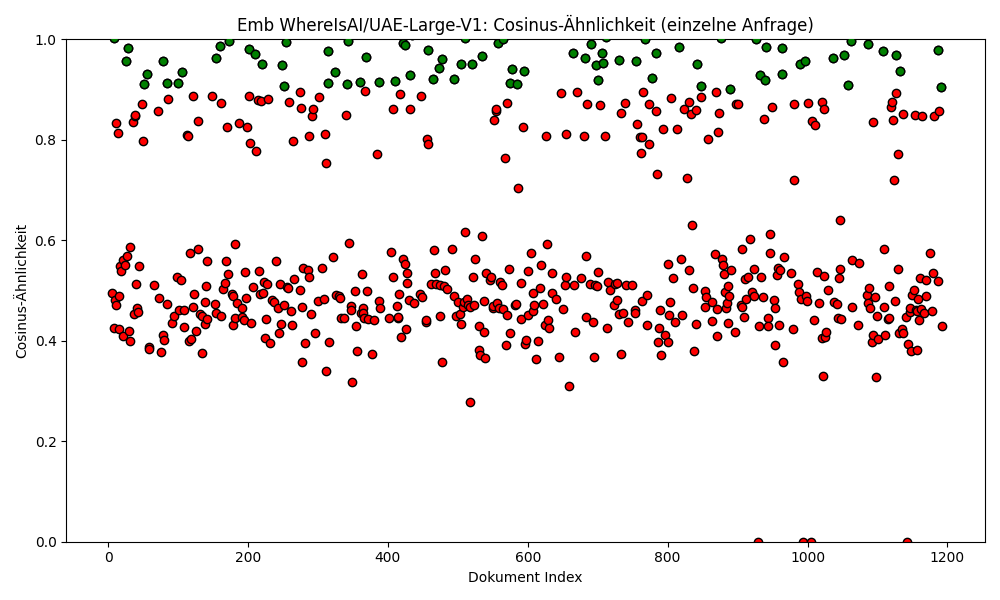 Emb WhereIsAI/UAE-Large-V1: Cosinus-Ähnlichkeit (einzelne Anfrage)
1.0
0.8
0.6
0.4
0.2
0.0
Cosinus-Ähnlichkeit
0 200 400 600 800 1000 1200
Dokument Index